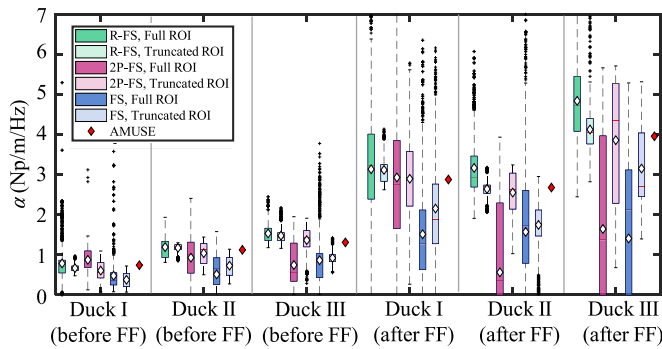 7
6
5
4
3
2
1
0
α (Np/m/Hz)
R-FS, Full ROI
R-FS, Truncated ROI
2P-FS, Full ROI
2P-FS, Truncated ROI
FS, Full ROI
FS, Truncated ROI
AMUSE
Duck I Duck II Duck III Duck I Duck II Duck III
(before FF) (before FF) (before FF) (after FF) (after FF) (after FF)